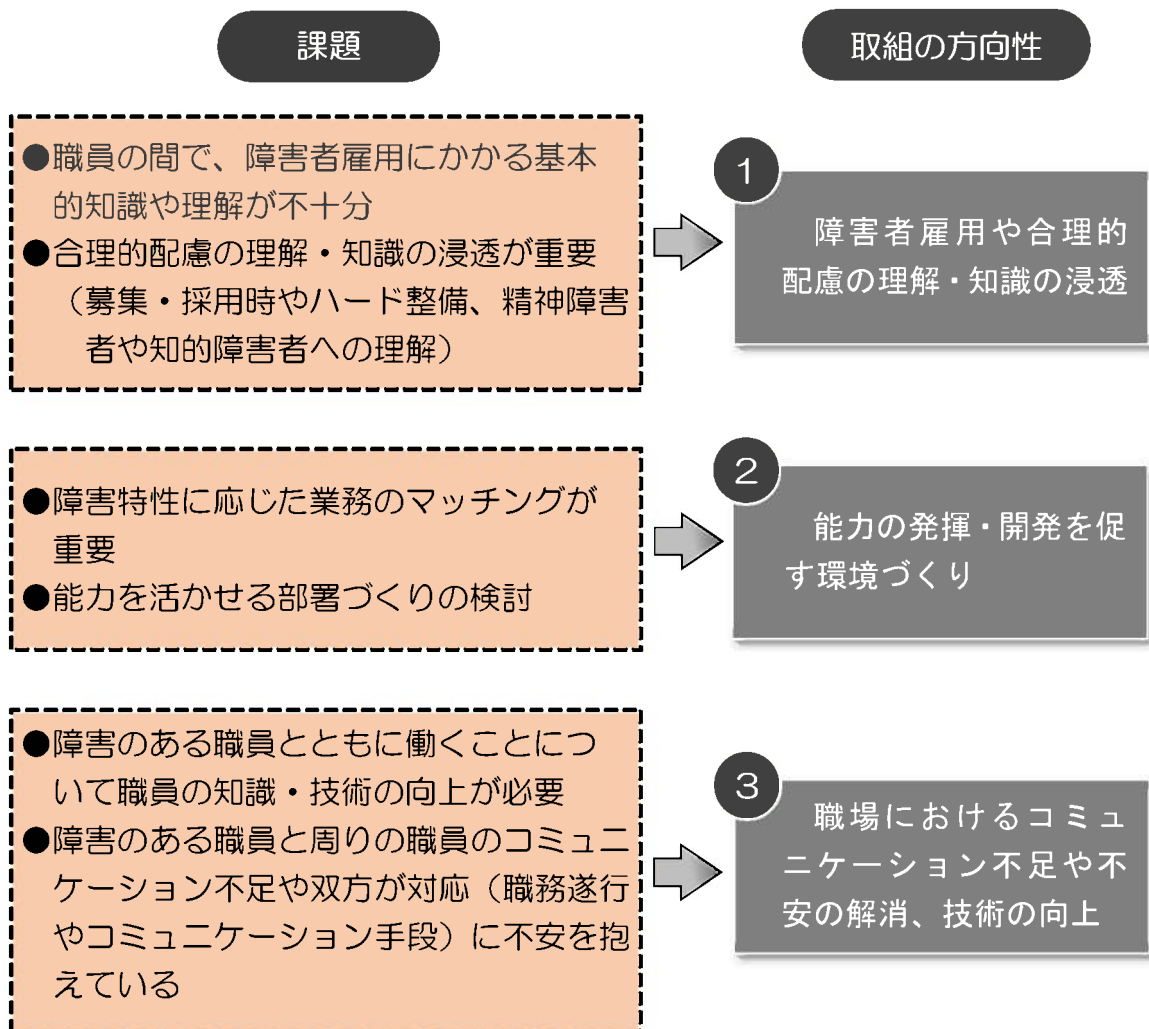 課題
取組の方向性
●職員の間で、障害者雇用にかかる基本
的知識や理解が不十分
●合理的配慮の理解・知識の浸透が重要
（募集・採用時やハード整備、精神障害
者や知的障害者への理解）
1
障害者雇用や合理的
配慮の理解・知識の浸透
●障害特性に応じた業務のマッチングが
重要
●能力を活かせる部署づくりの検討
2
能力の発揮・開発を促
す環境づくり
●障害のある職員とともに働くことにつ
いて職員の知識・技術の向上が必要
●障害のある職員と周りの職員のコミュニ
ケーション不足や双方が対応（職務遂行
やコミュニケーション手段）に不安を抱
えている
3
職場におけるコミュ
ニケーション不足や不
安の解消、技術の向上